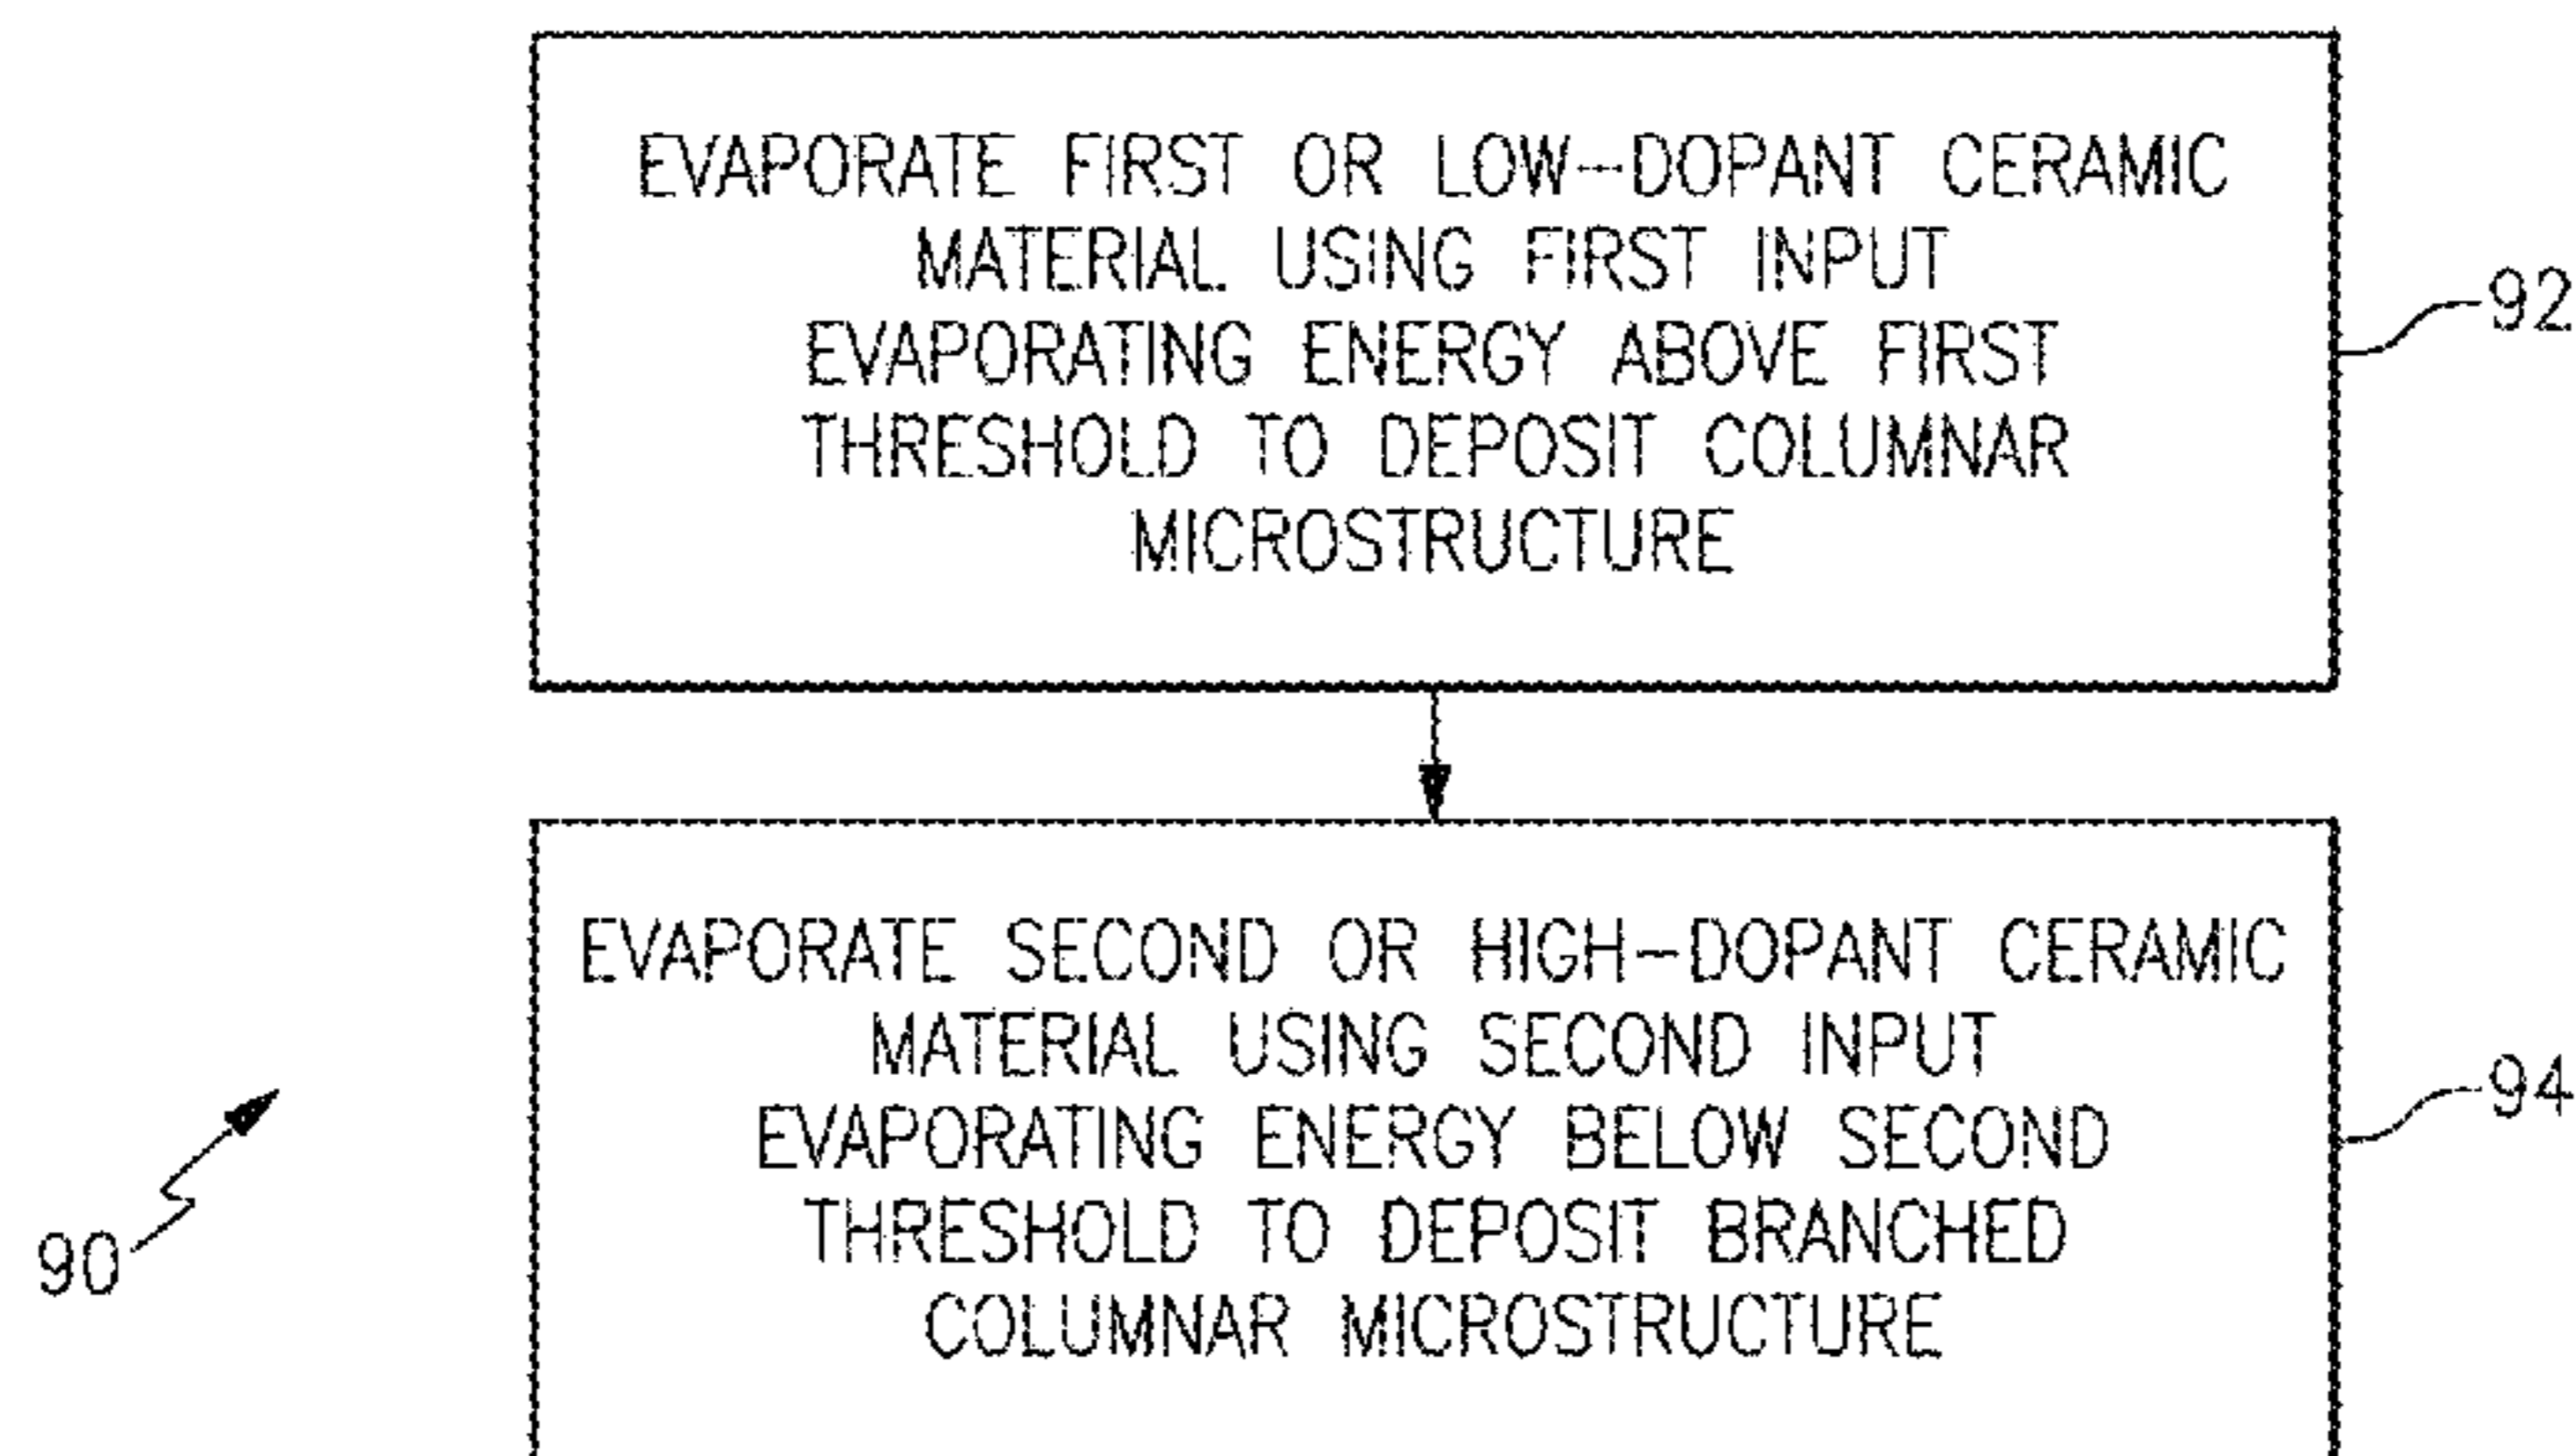 EVAPORATE FIRST OR LOW-DOPANT CERAMIC
MATERIAL USING FIRST INPUT
EVAPORATING ENERGY ABOVE FIRST
THRESHOLD TO DEPOSIT COLUMNAR
MICROSTRUCTURE
92
EVAPORATE SECOND OR HIGH-DOPANT CERAMIC
MATERIAL USING SECOND INPUT
EVAPORATING ENERGY BELOW SECOND
THRESHOLD TO DEPOSIT BRANCHED
COLUMNAR MICROSTRUCTURE
94
90